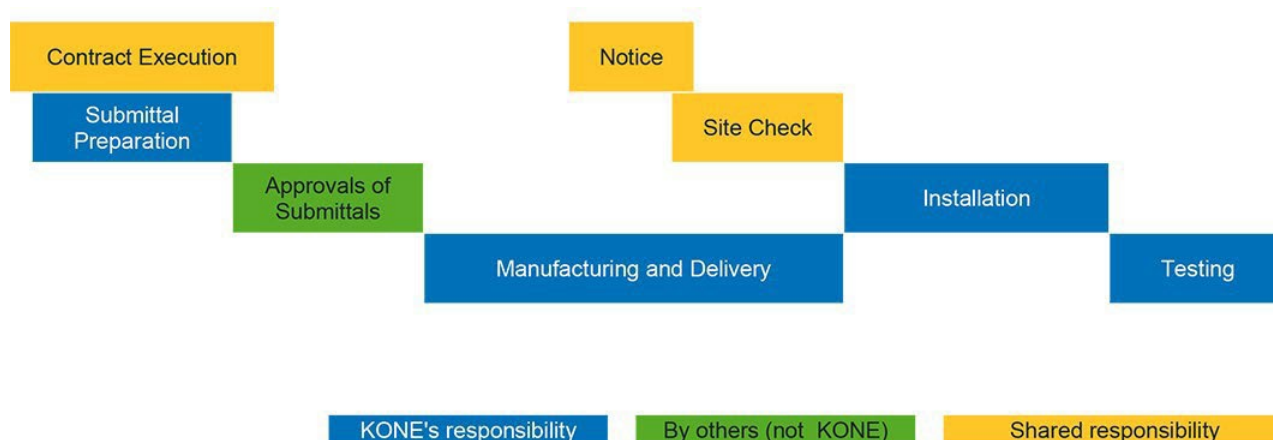 Contract Execution
Notice
Submittal
Preparation
Site Check
Approvals of
Submittals
Installation
Manufacturing and Delivery
Testing
KONE's responsibility
By others (not KONE)
Shared responsibility